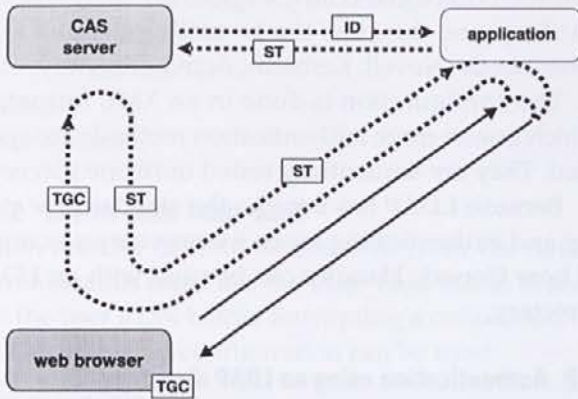 CAS
server
ID
application
ST
ST
TGC
ST
web browser
TGC